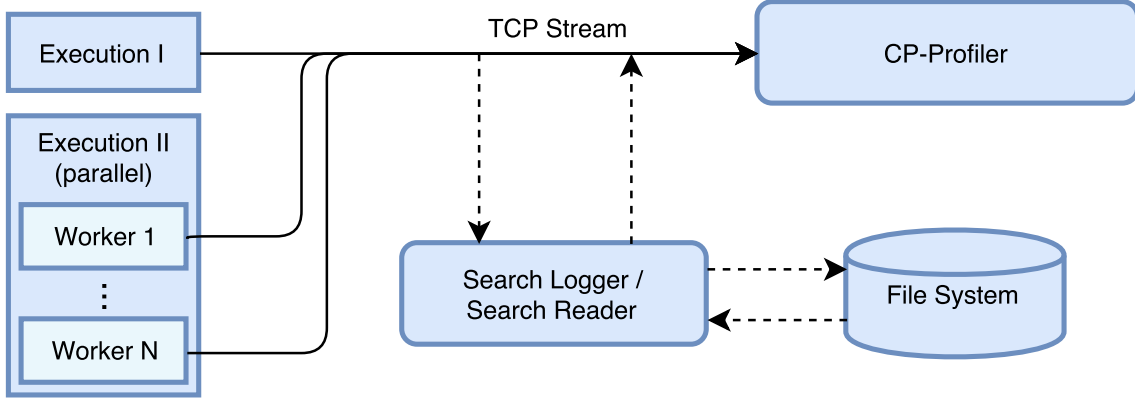 Execution I
TCP Stream
CP-Profiler
Execution II
(parallel)
Worker 1
⋮
Worker N
Search Logger /
Search Reader
File System